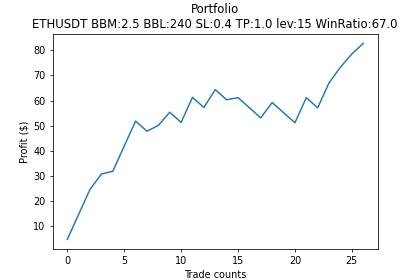 Portfolio
ETHUSDT BBM:2.5 BBL:240 SL:0.4 TP:1.0 lev:15 WinRatio:67.0
80
70
60
50
40
30
20
10
Profit ($)
0 5 10 15 20 25
Trade counts